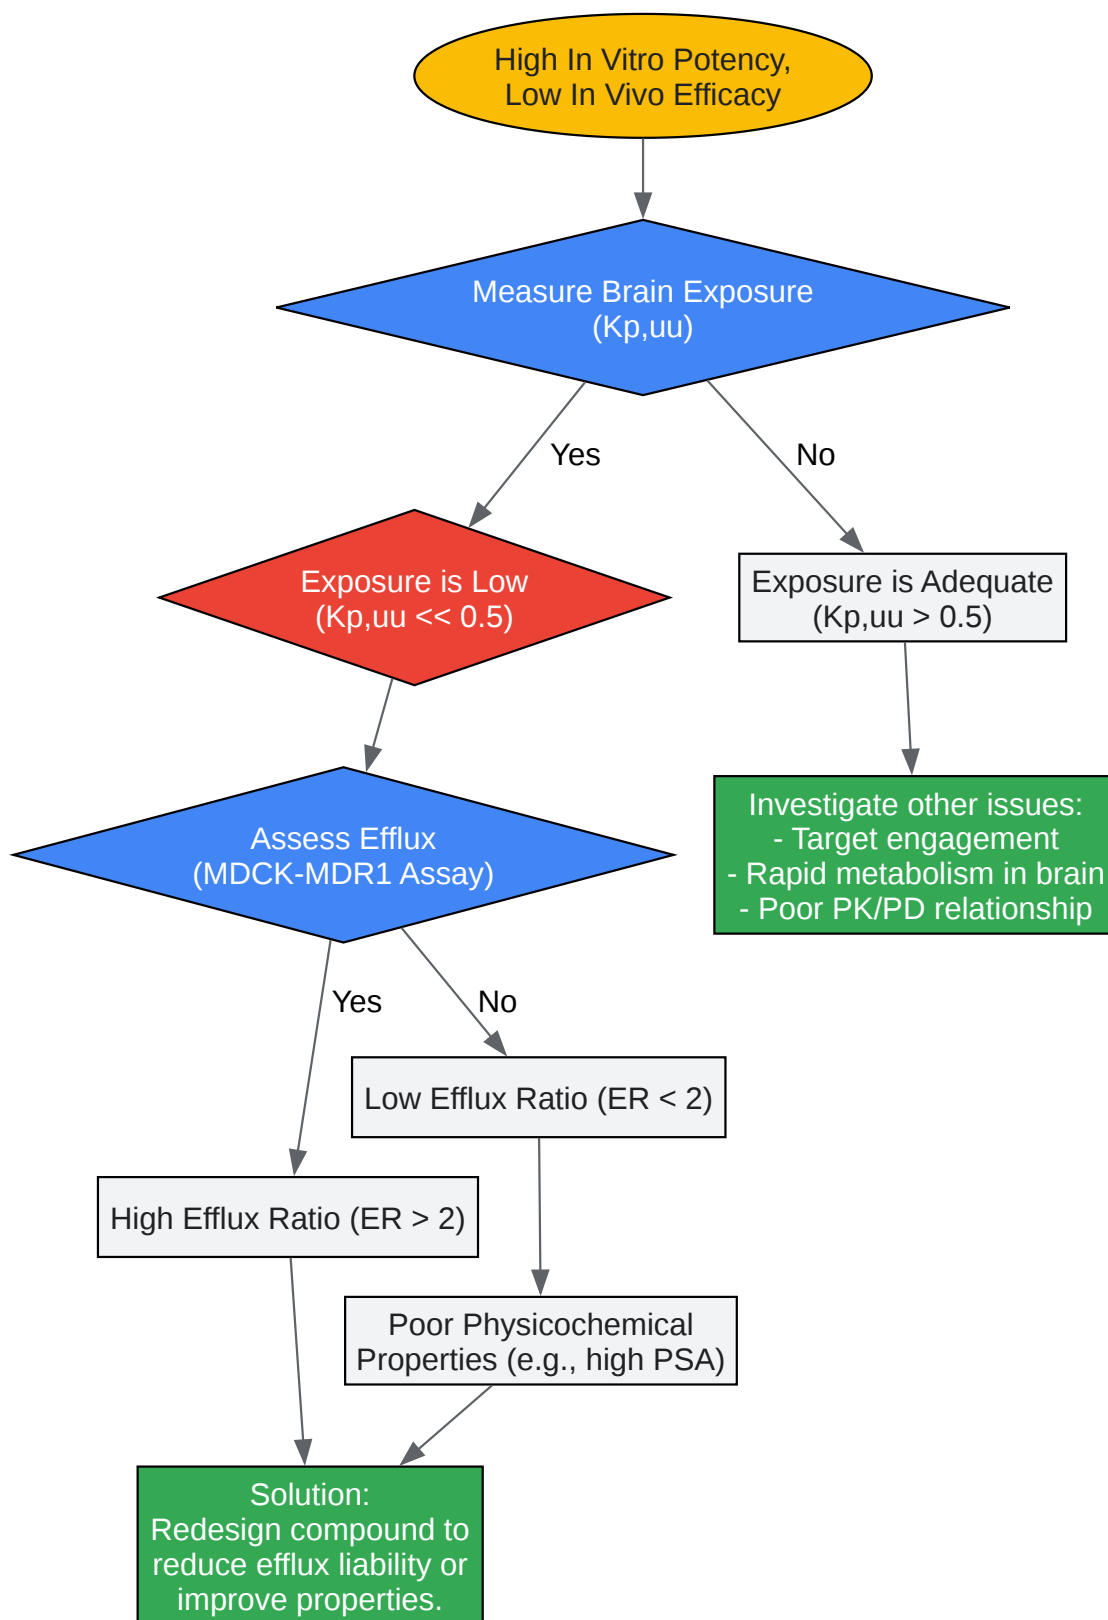 High In Vitro Potency,
Low In Vivo Efficacy
Measure Brain Exposure
(Kp,uu)
Yes
No
Exposure is Low
(Kp,uu << 0.5)
Exposure is Adequate
(Kp,uu > 0.5)
Assess Efflux
(MDCK-MDR1 Assay)
Investigate other issues:
- Target engagement
- Rapid metabolism in brain
- Poor PK/PD relationship
Yes
No
Low Efflux Ratio (ER < 2)
High Efflux Ratio (ER > 2)
Poor Physicochemical
Properties (e.g., high PSA)
Solution:
Redesign compound to
reduce efflux liability or
improve properties.